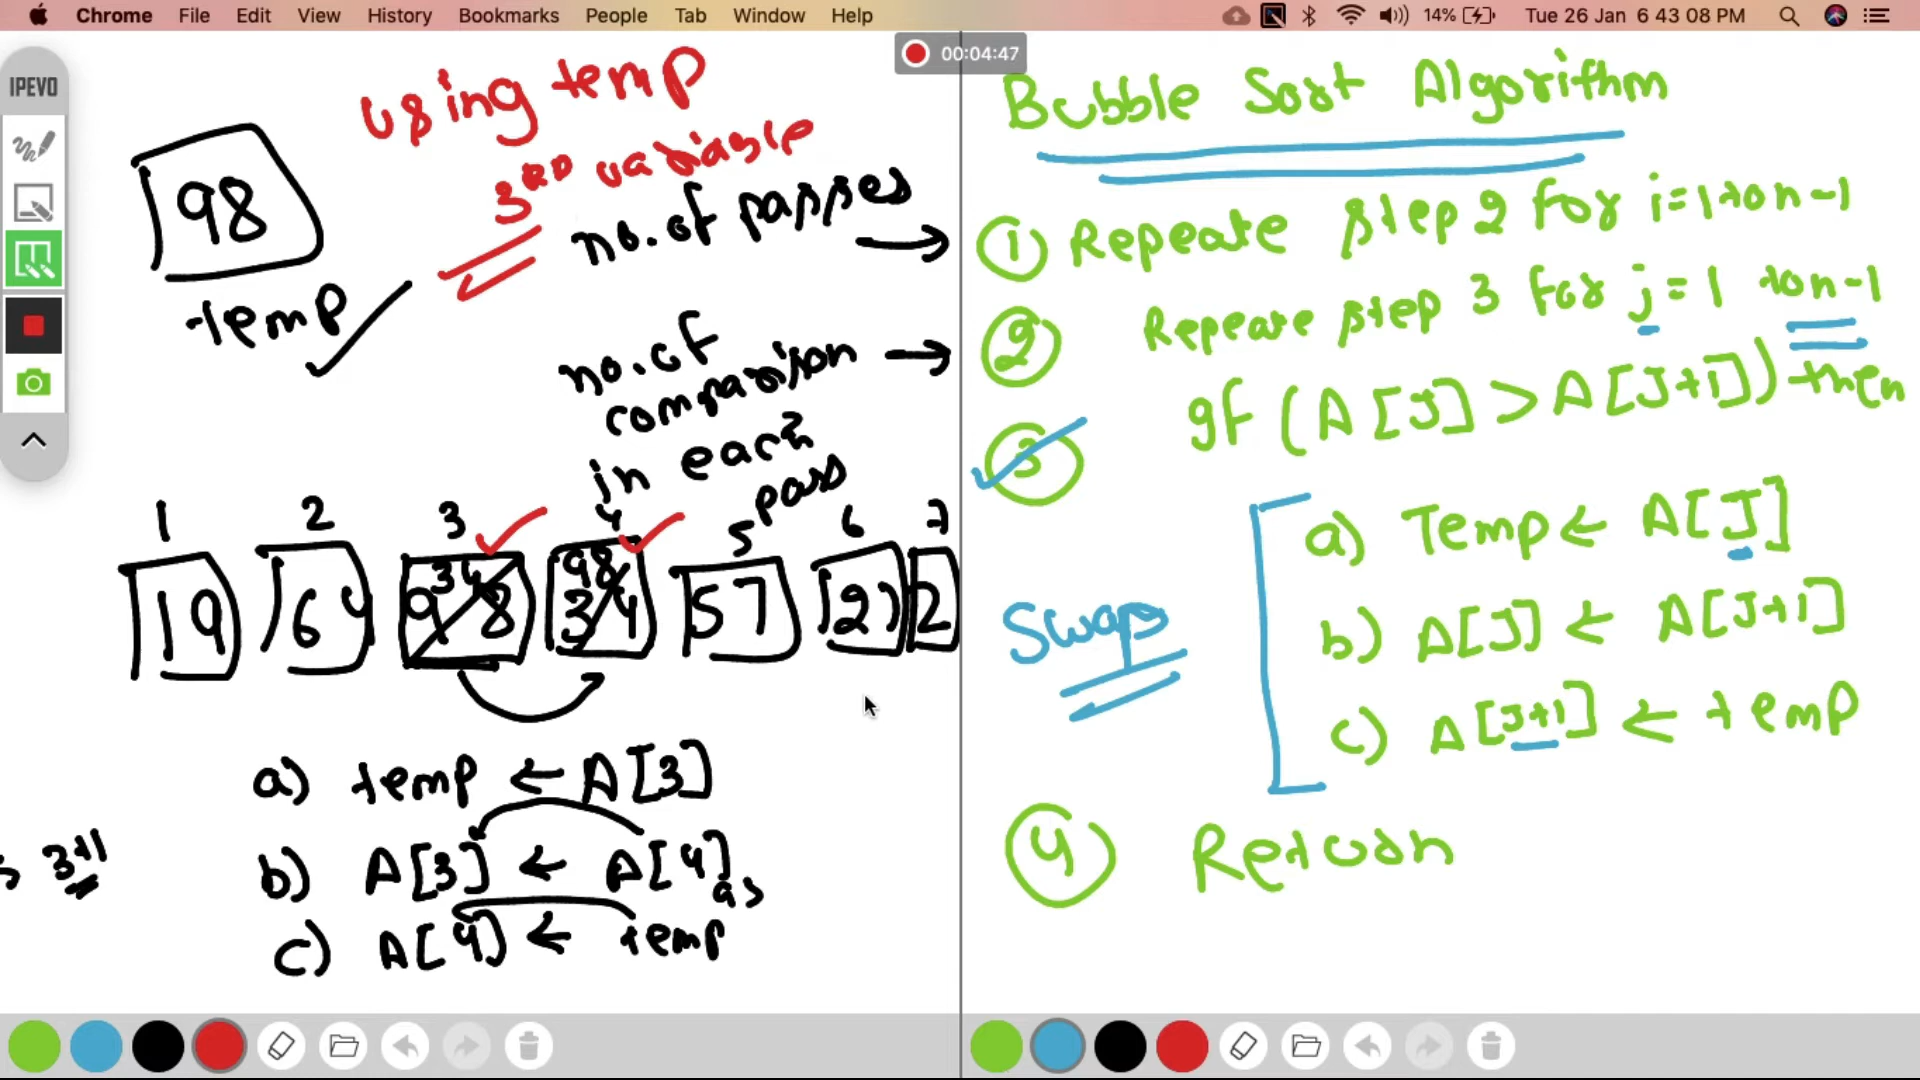 Chrome File Edit View History Bookmarks People Tab Window Help
14% Tue 26 Jan 6 43 08 PM
00:04:47
IPEVO
using temp
3RD variable
98
temp
no. of passes
no. of
comparison
in each
pass
1 2 3 4 5 6 7
34 98
19 64 98 34 57 21 2
a) temp ← A[3]
b) A[3] ← A[4]
3+1
c) A[4] ← temp
Bubble Sort Algorithm
1 Repeate step 2 for i=1 to n-1
2 Repeate step 3 for j=1 to n-1
3 If (A[J] > A[J+1]) then
a) Temp ← A[J]
Swap
b) A[J] ← A[J+1]
c) A[J+1] ← temp
4 Return